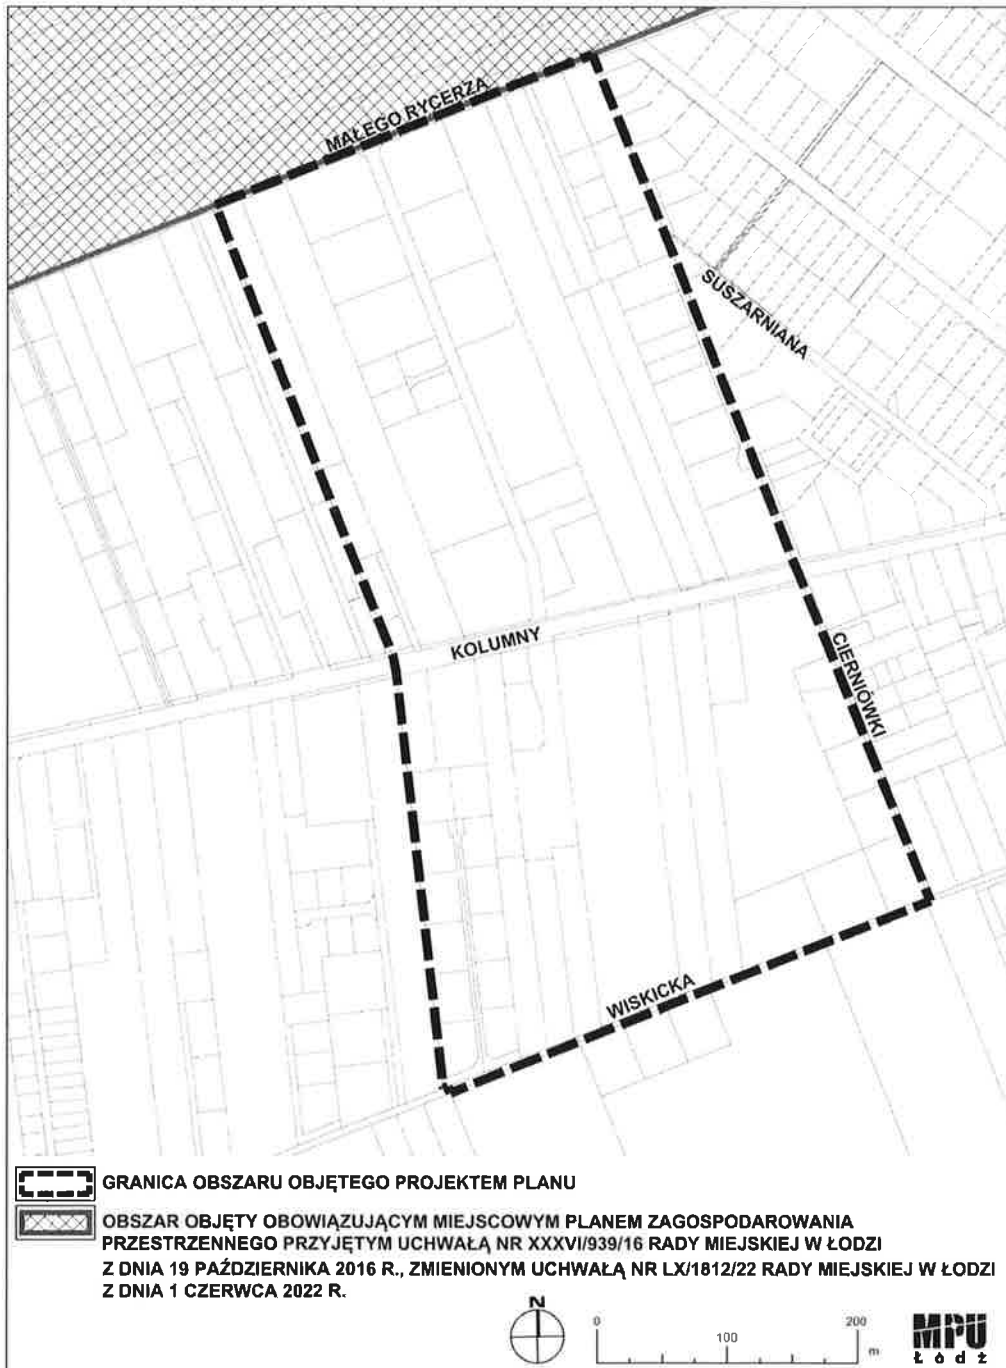 MAŁEGO RYCERZA
SUSZARNIANA
KOLUMNY
CIERNIÓWKI
WISKICKA
GRANICA OBSZARU OBJĘTEGO PROJEKTEM PLANU
OBSZAR OBJĘTY OBOWIĄZUJĄCYM MIEJSCOWYM PLANEM ZAGOSPODAROWANIA
PRZESTRZENNEGO PRZYJĘTYM UCHWAŁĄ NR XXXVI/939/16 RADY MIEJSKIEJ W ŁODZI
Z DNIA 19 PAŹDZIERNIKA 2016 R., ZMIENIONYM UCHWAŁĄ NR LX/1812/22 RADY MIEJSKIEJ W ŁODZI
Z DNIA 1 CZERWCA 2022 R.
N
0 100 200
m
MPU
Łódź